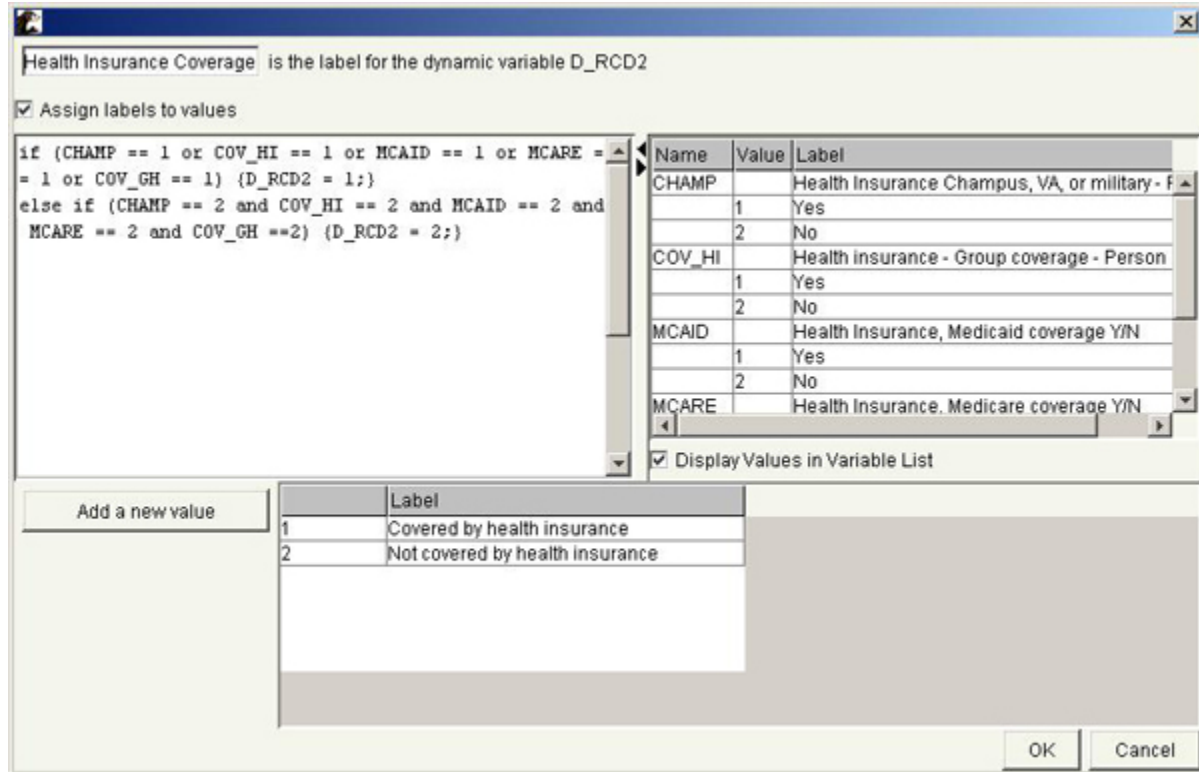 Health Insurance Coverage is the label for the dynamic variable D_RCD2
Assign labels to values
if (CHAMP == 1 or COV_HI == 1 or MCAID == 1 or MCARE =
= 1 or COV_GH == 1) {D_RCD2 = 1;}
else if (CHAMP == 2 and COV_HI == 2 and MCAID == 2 and
MCARE == 2 and COV_GH ==2) {D_RCD2 = 2;}
Name Value Label
CHAMP Health Insurance Champus, VA, or military -
1 Yes
2 No
COV_HI Health insurance - Group coverage - Person
1 Yes
2 No
MCAID Health Insurance, Medicaid coverage Y/N
1 Yes
2 No
MCARE Health Insurance, Medicare coverage Y/N
Display Values in Variable List
Add a new value
Label
1 Covered by health insurance
2 Not covered by health insurance
OK Cancel